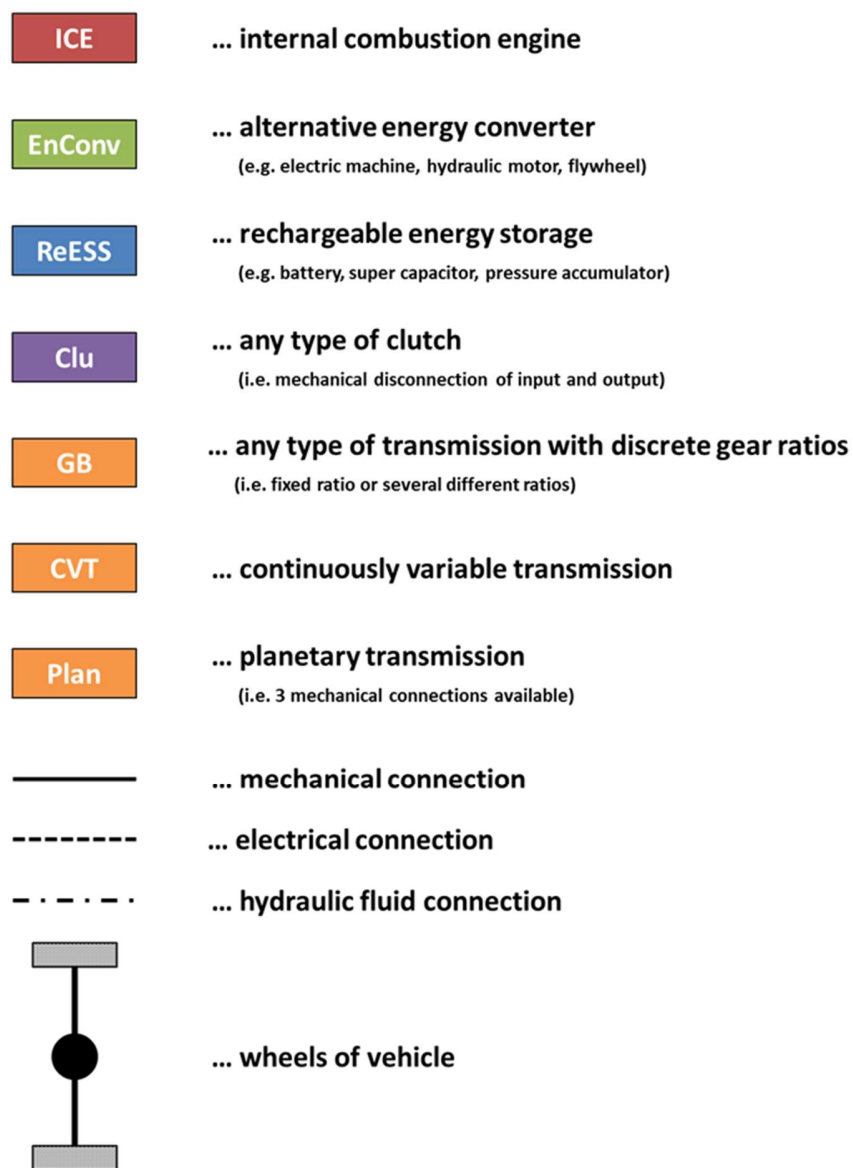 ICE ... internal combustion engine
EnConv ... alternative energy converter
(e.g. electric machine, hydraulic motor, flywheel)
ReESS ... rechargeable energy storage
(e.g. battery, super capacitor, pressure accumulator)
Clu ... any type of clutch
(i.e. mechanical disconnection of input and output)
GB ... any type of transmission with discrete gear ratios
(i.e. fixed ratio or several different ratios)
CVT ... continuously variable transmission
Plan ... planetary transmission
(i.e. 3 mechanical connections available)
... mechanical connection
... electrical connection
... hydraulic fluid connection
... wheels of vehicle